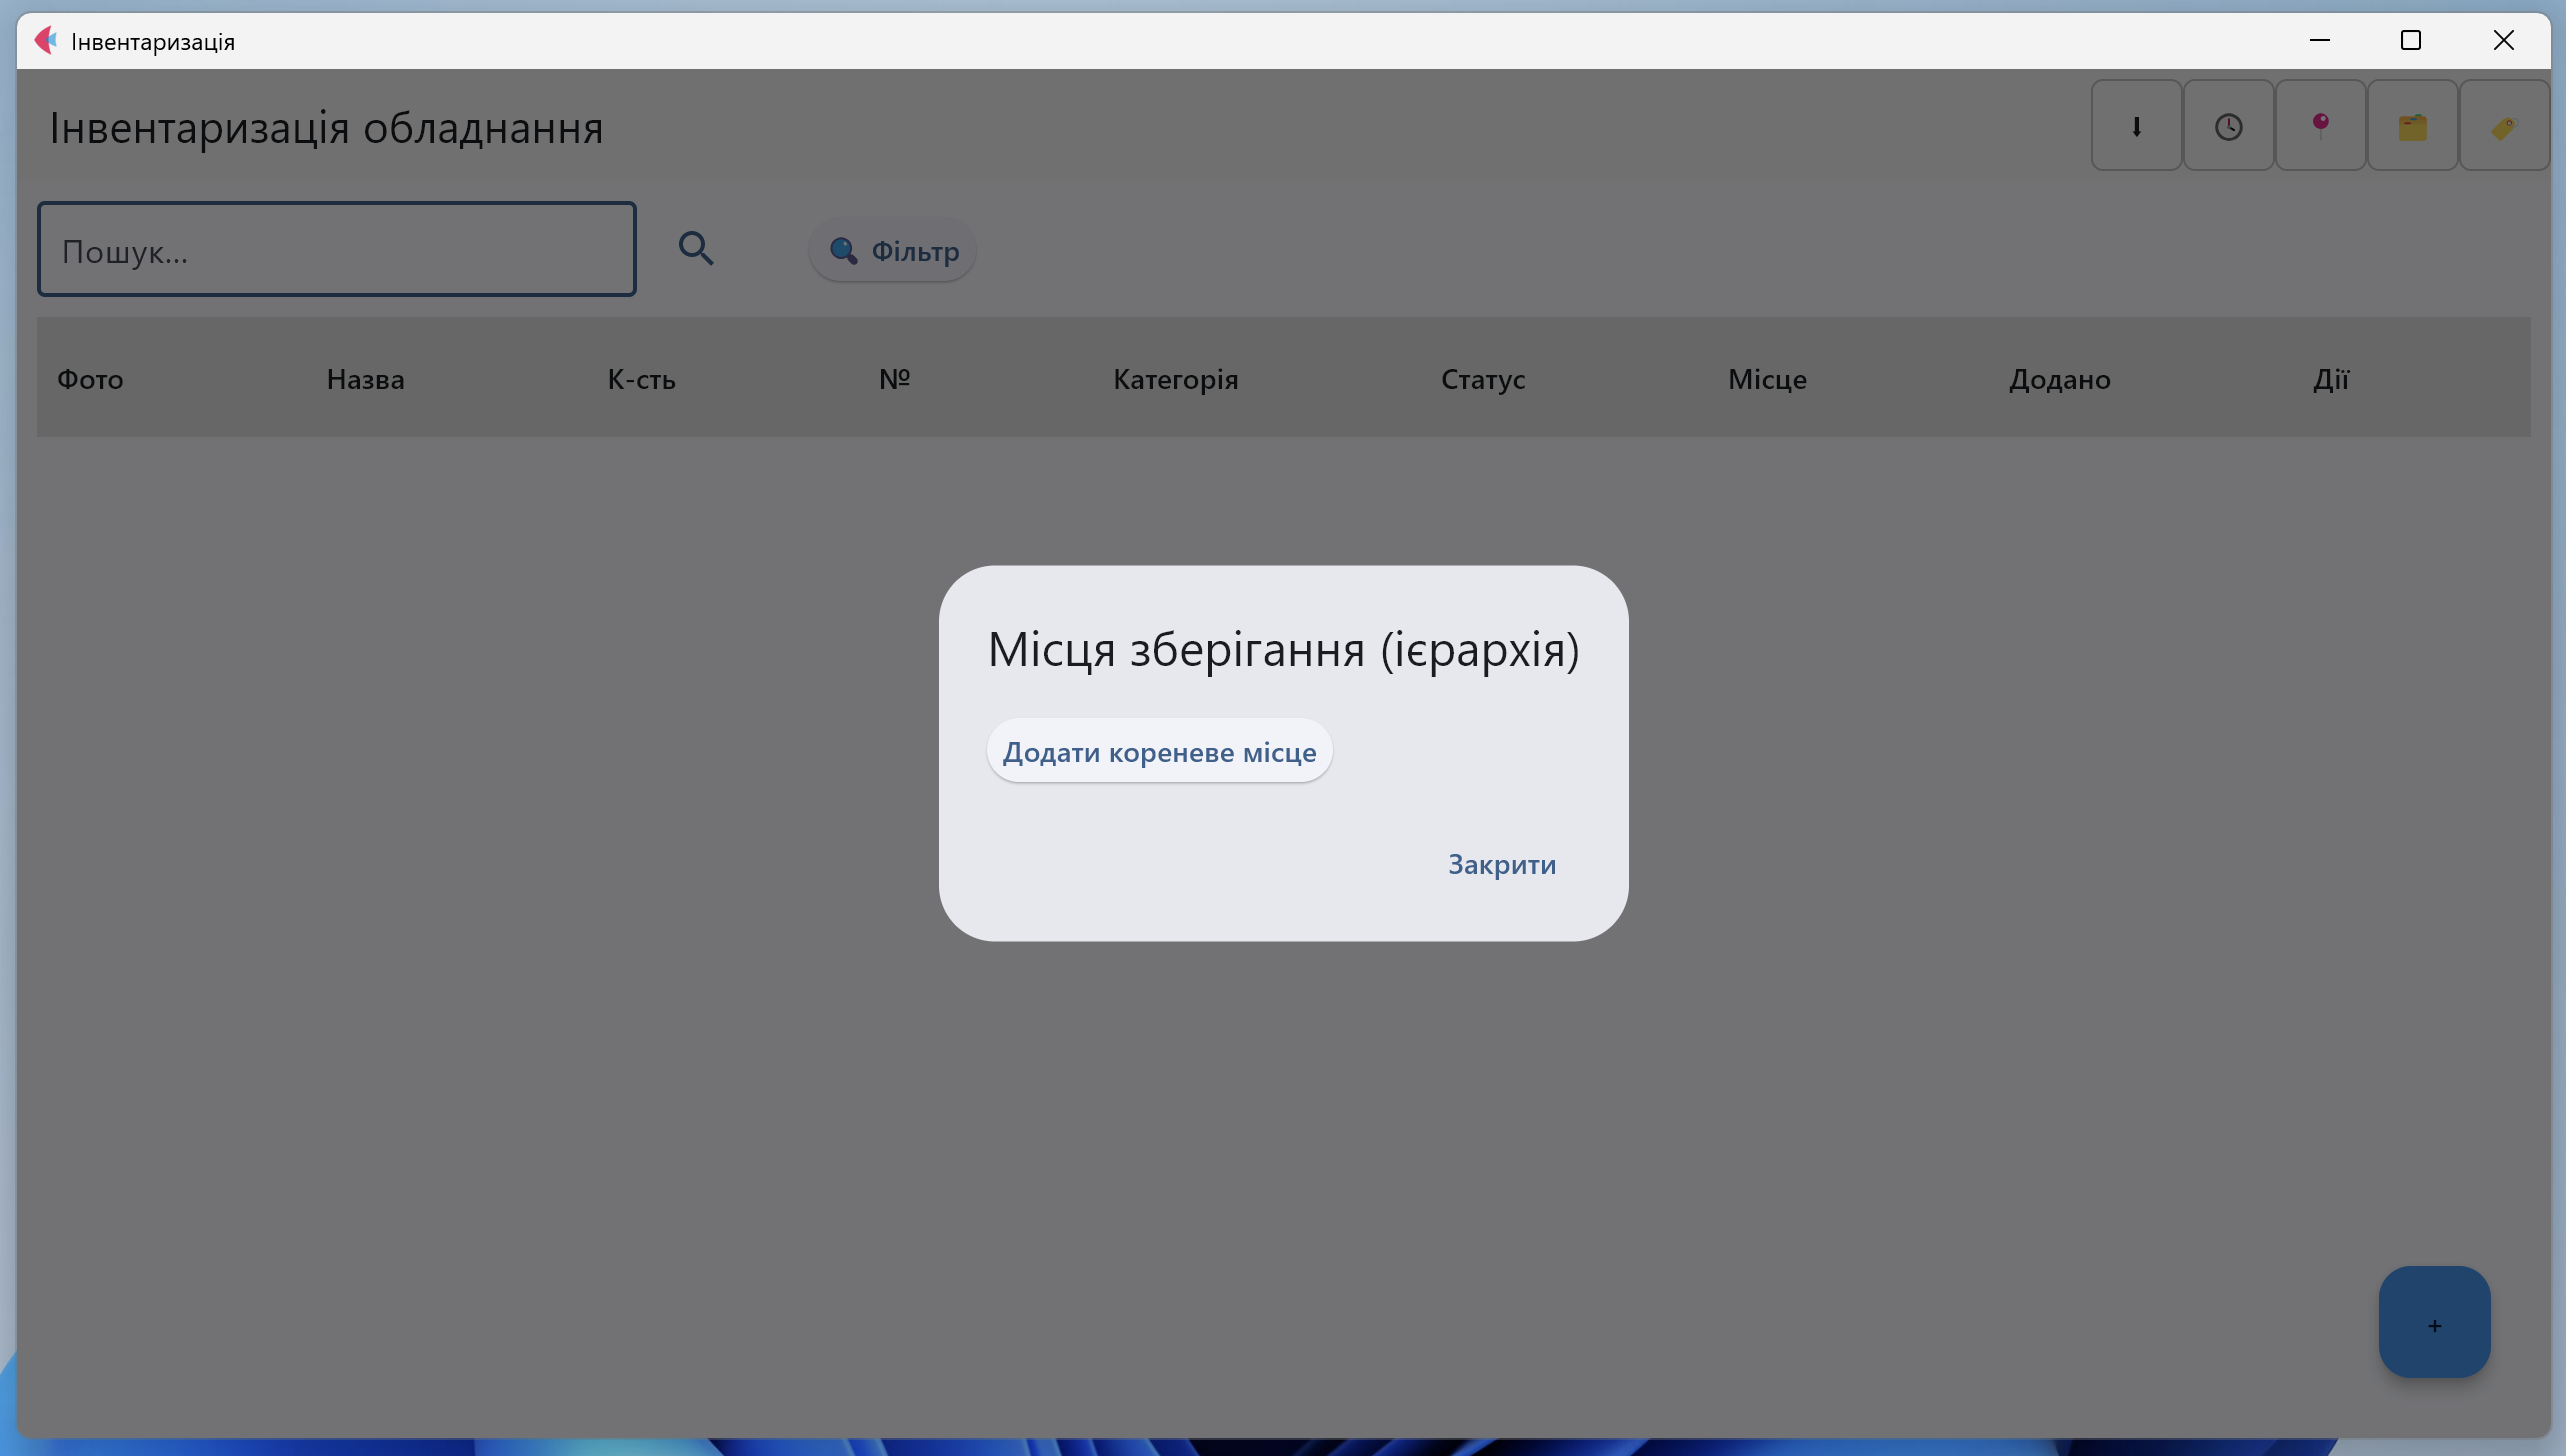 Інвентаризація
Інвентаризація обладнання
Пошук...
Фільтр
Фото Назва К-сть № Категорія Статус Місце Додано Дії
Місця зберігання (ієрархія)
Додати кореневе місце
Закрити
+